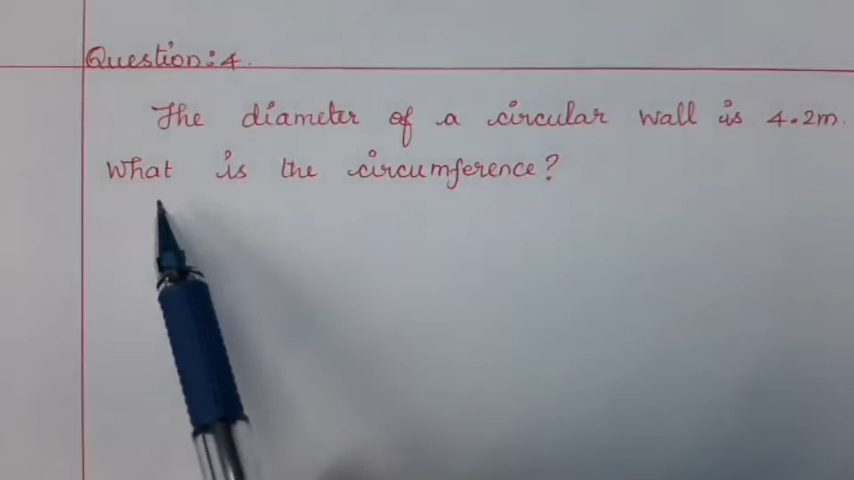 Question:4.
The diameter of a circular wall is 4.2m.
What is the circumference?